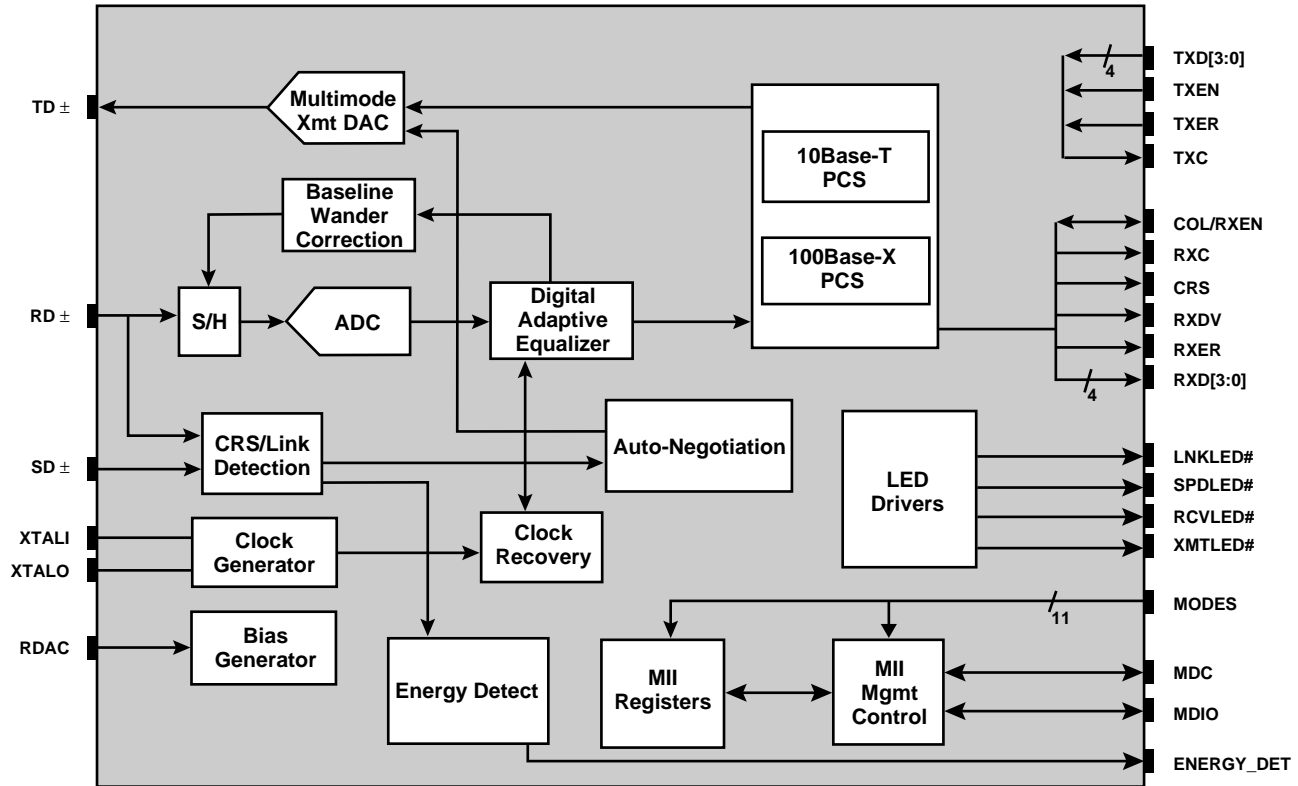 TD ±
RD ±
SD ±
XTALI
XTALO
RDAC
Multimode
Xmt DAC
Baseline
Wander
Correction
S/H
ADC
Digital
Adaptive
Equalizer
10Base-T
PCS
100Base-X
PCS
CRS/Link
Detection
Auto-Negotiation
Clock
Generator
Clock
Recovery
Bias
Generator
Energy Detect
LED
Drivers
MII
Registers
MII
Mgmt
Control
TXD[3:0]
4
TXEN
TXER
TXC
COL/RXEN
RXC
CRS
RXDV
RXER
RXD[3:0]
4
LNKLED#
SPDLED#
RCVLED#
XMTLED#
MODES
11
MDC
MDIO
ENERGY_DET